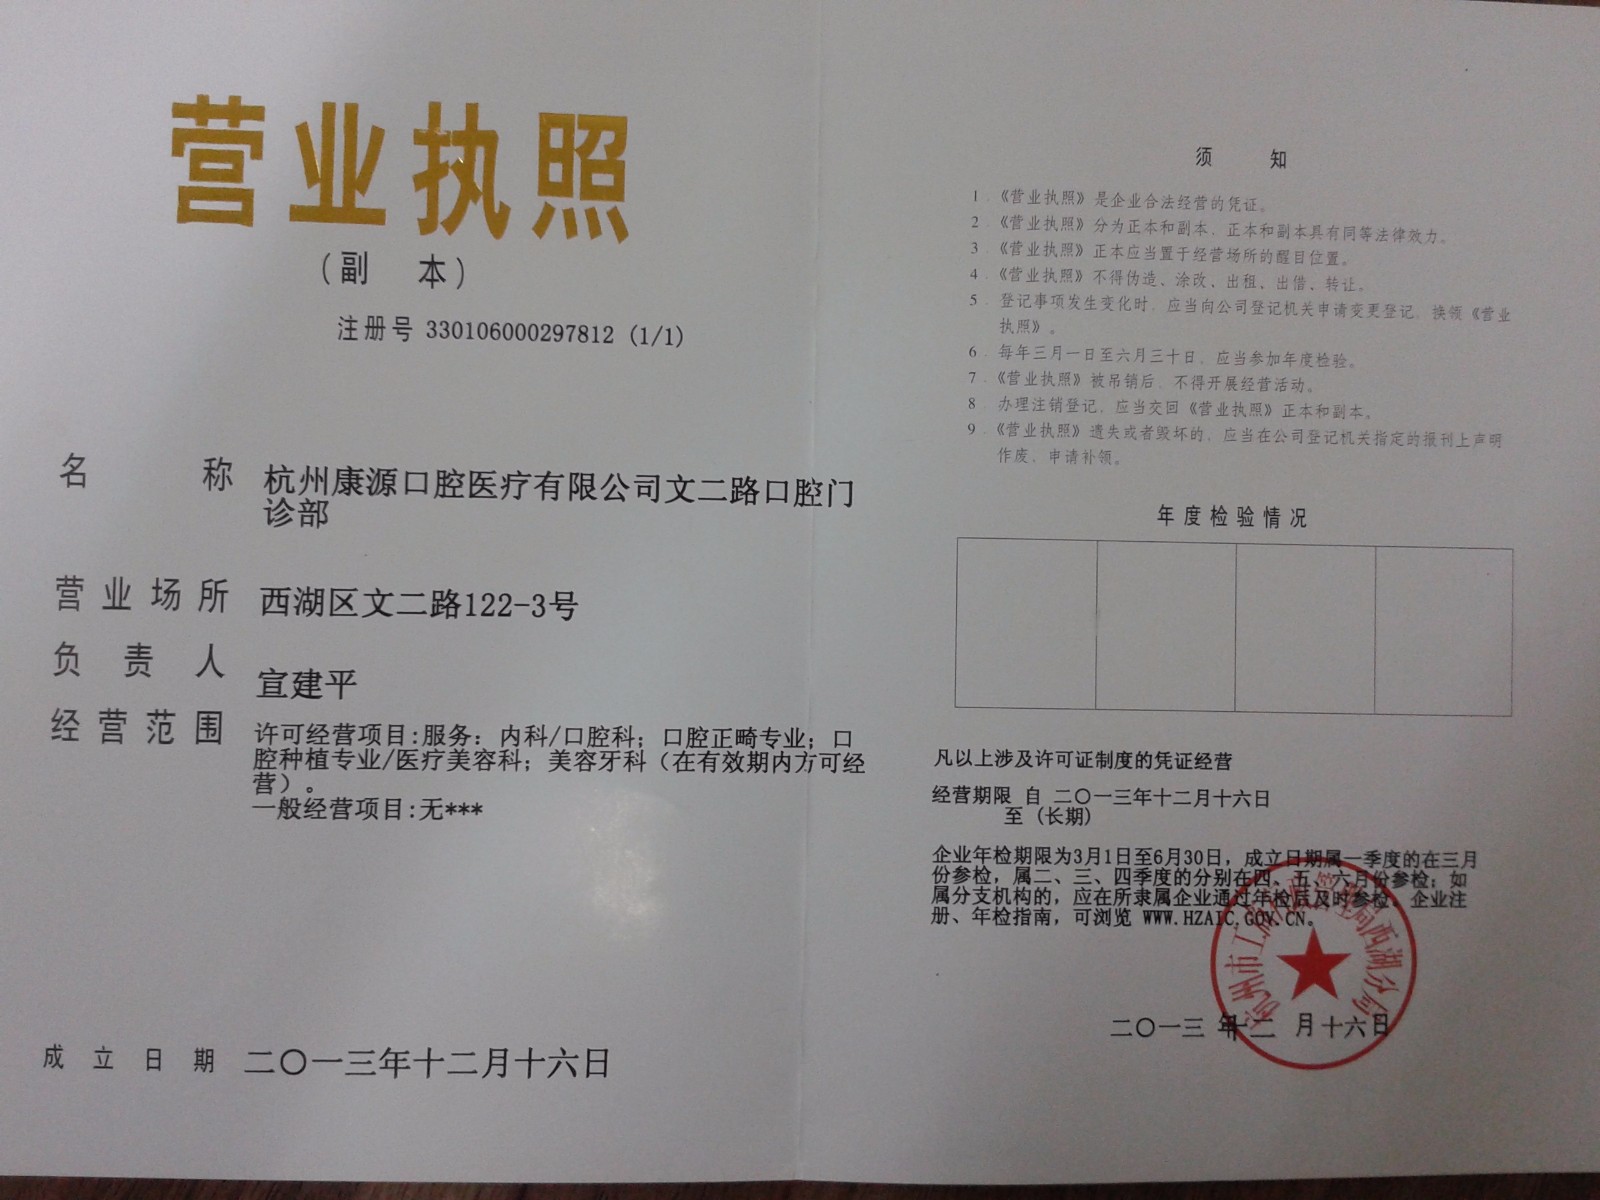 营业执照
（副 本）
注册号 330106000297812 (1/1)
名 称 杭州康源口腔医疗有限公司文二路口腔门
诊部
营业场所 西湖区文二路122-3号
负责人 宣建平
经营范围 许可经营项目:服务：内科/口腔科；口腔正畸专业；口
腔种植专业/医疗美容科；美容牙科（在有效期内方可经
营）。
一般经营项目:无***
成立日期 二〇一三年十二月十六日
须 知
1．《营业执照》是企业合法经营的凭证。
2．《营业执照》分为正本和副本，正本和副本具有同等法律效力。
3．《营业执照》正本应当置于经营场所的醒目位置。
4．《营业执照》不得伪造、涂改、出租、出借、转让。
5．登记事项发生变化时，应当向公司登记机关申请变更登记，换领《营业
执照》。
6．每年三月一日至六月三十日，应当参加年度检验。
7．《营业执照》被吊销后，不得开展经营活动。
8．办理注销登记，应当交回《营业执照》正本和副本。
9．《营业执照》遗失或者毁坏的，应当在公司登记机关指定的报刊上声明
作废，申请补领。
年度检验情况
凡以上涉及许可证制度的凭证经营
经营期限 自 二〇一三年十二月十六日
至 (长期)
企业年检期限为3月1日至6月30日，成立日期属一季度的在三月
份参检，属二、三、四季度的分别在四、五、六月份参检；如
属分支机构的，应在所隶属企业通过年检后及时参检。企业注
册、年检指南，可浏览 WWW.HZAIC.GOV.CN。
杭州市工商行政管理局西湖分局
二〇一三 年十二 月十六日